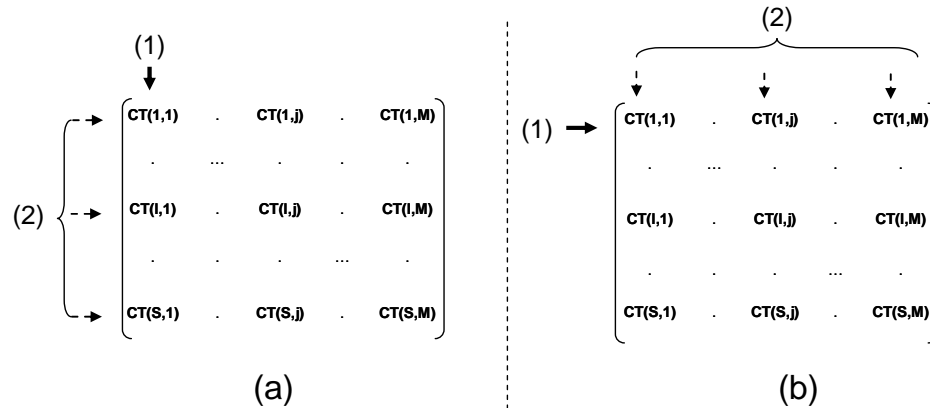 (1)
CT(1,1) . CT(1,j) . CT(1,M)
. ... . . .
(2) CT(I,1) . CT(I,j) . CT(I,M)
. . . ... .
CT(S,1) . CT(S,j) . CT(S,M)
(a)
(2)
(1) CT(1,1) . CT(1,j) . CT(1,M)
. ... . . .
CT(I,1) . CT(I,j) . CT(I,M)
. . . ... .
CT(S,1) . CT(S,j) . CT(S,M)
(b)